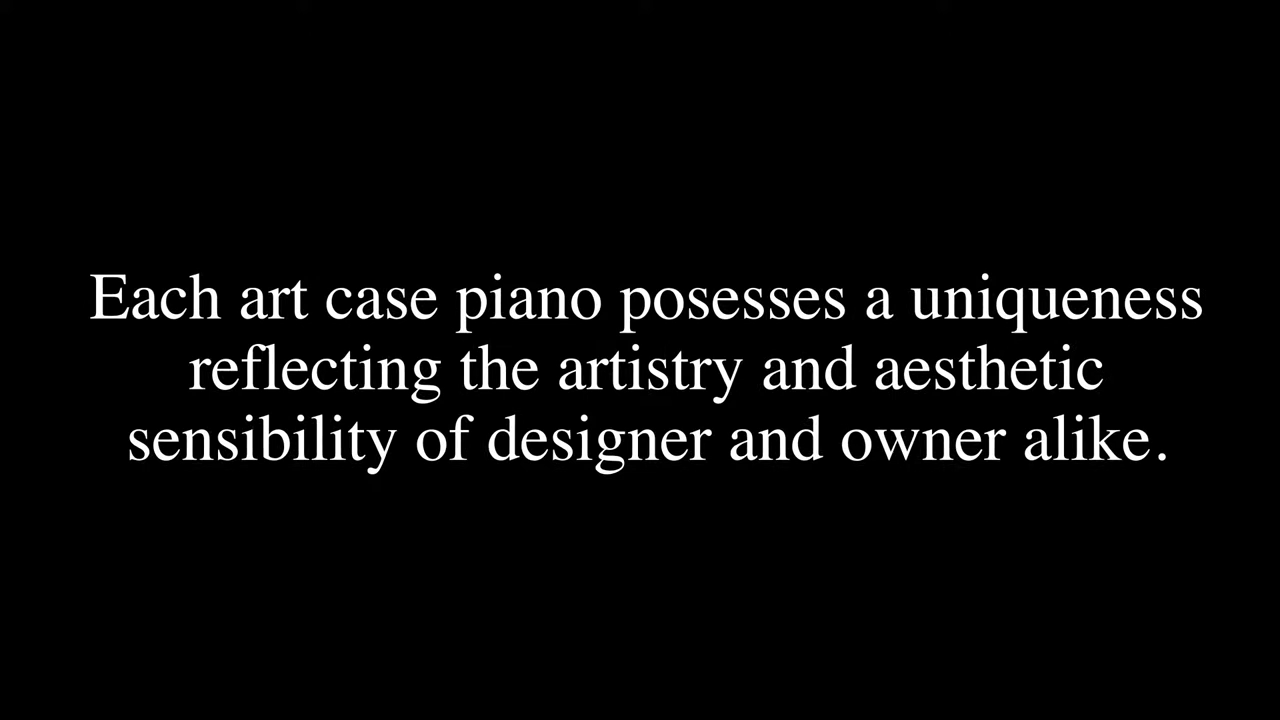 Each art case piano posesses a uniqueness
reflecting the artistry and aesthetic
sensibility of designer and owner alike.